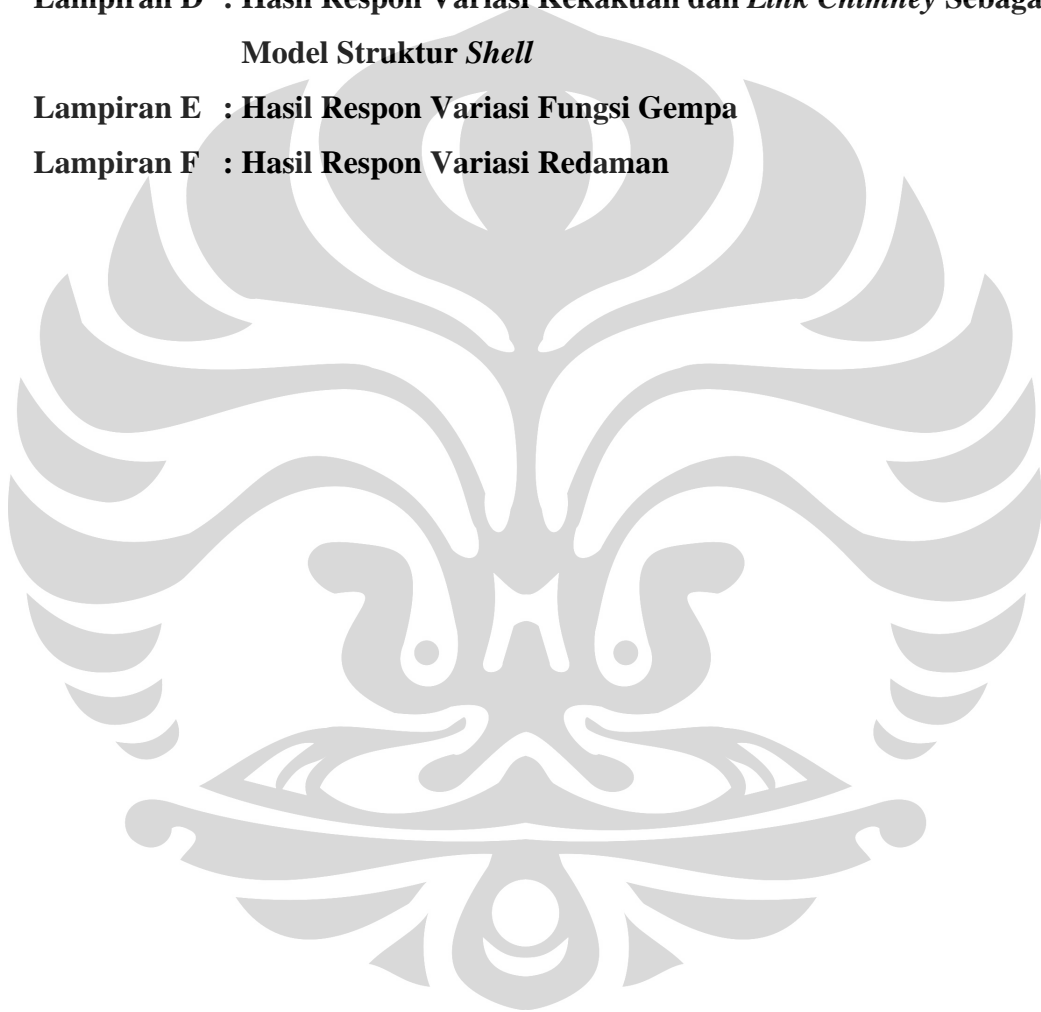 Lampiran D : Hasil Respon Variasi Kekakuan dan Link Chimney Sebaga
Model Struktur Shell
Lampiran E : Hasil Respon Variasi Fungsi Gempa
Lampiran F : Hasil Respon Variasi Redaman